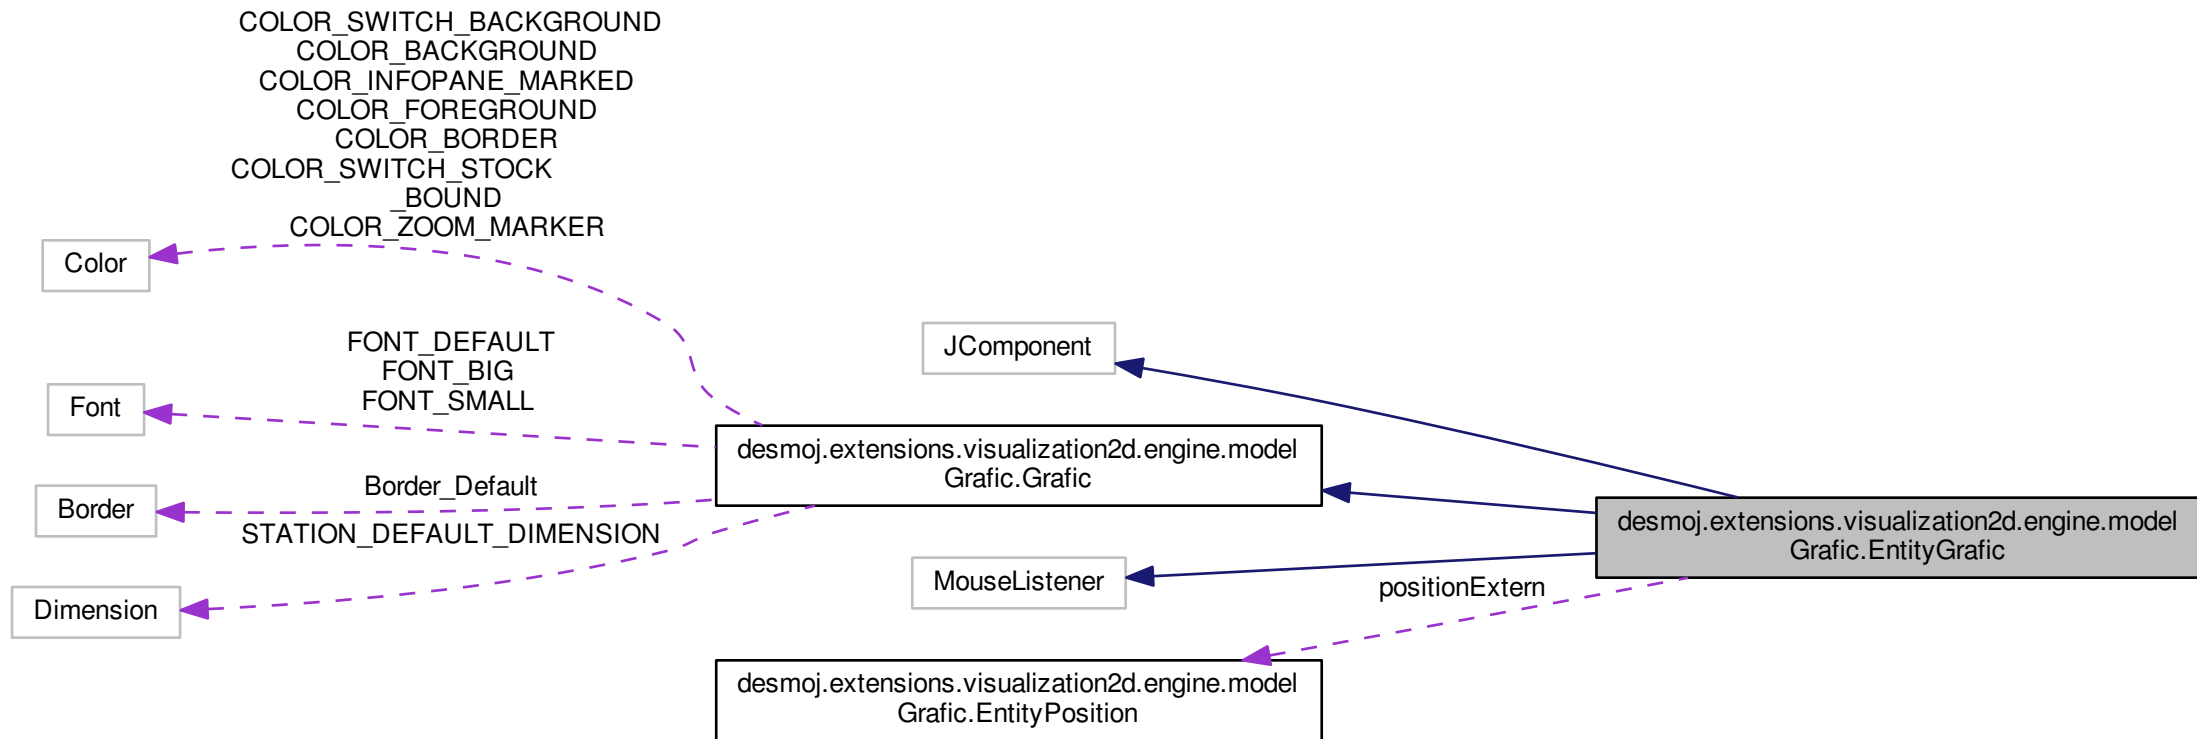 COLOR_SWITCH_BACKGROUND
COLOR_BACKGROUND
COLOR_INFOPANE_MARKED
COLOR_FOREGROUND
COLOR_BORDER
COLOR_SWITCH_STOCK
_BOUND
COLOR_ZOOM_MARKER
Color
FONT_DEFAULT
FONT_BIG
FONT_SMALL
Font
Border_Default
Border
STATION_DEFAULT_DIMENSION
Dimension
JComponent
desmoj.extensions.visualization2d.engine.model
Grafic.Grafic
MouseListener
positionExtern
desmoj.extensions.visualization2d.engine.model
Grafic.EntityPosition
desmoj.extensions.visualization2d.engine.model
Grafic.EntityGrafic